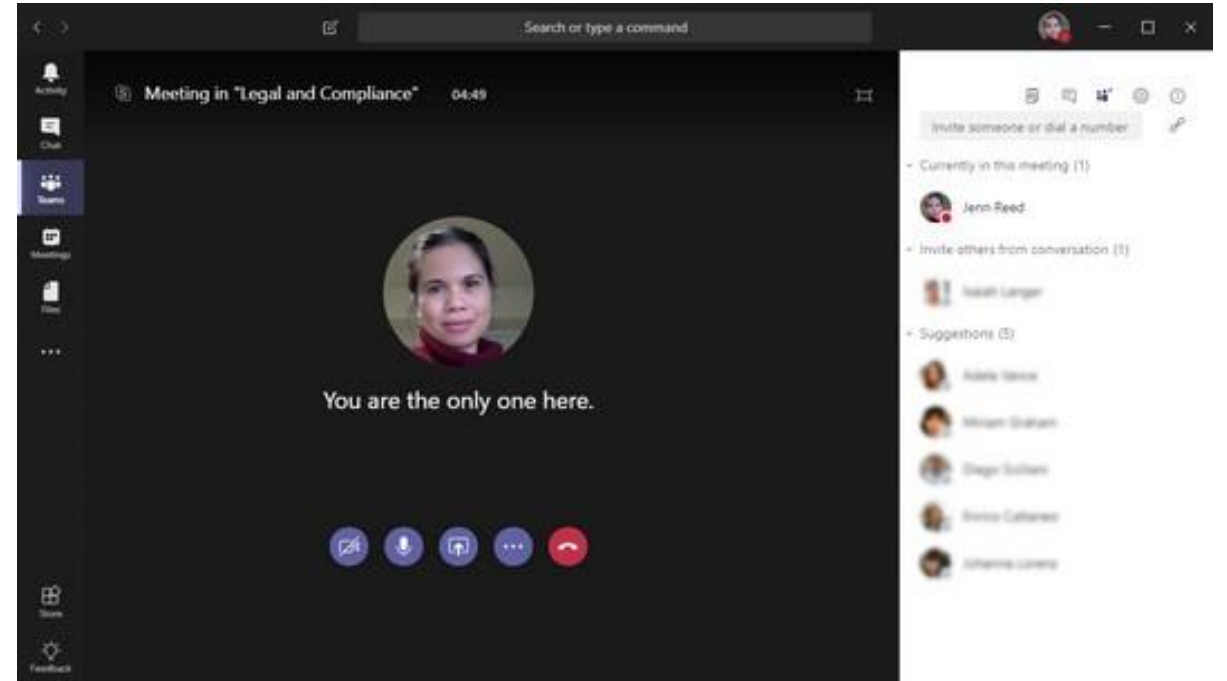 Search or type a command
Activity
Chat
Teams
Meetings
Files
Store
Feedback
Meeting in "Legal and Compliance" 04:49
You are the only one here.
Invite someone or dial a number
Currently in this meeting (1)
Jenn Reed
Invite others from conversation (1)
Suggestions (5)